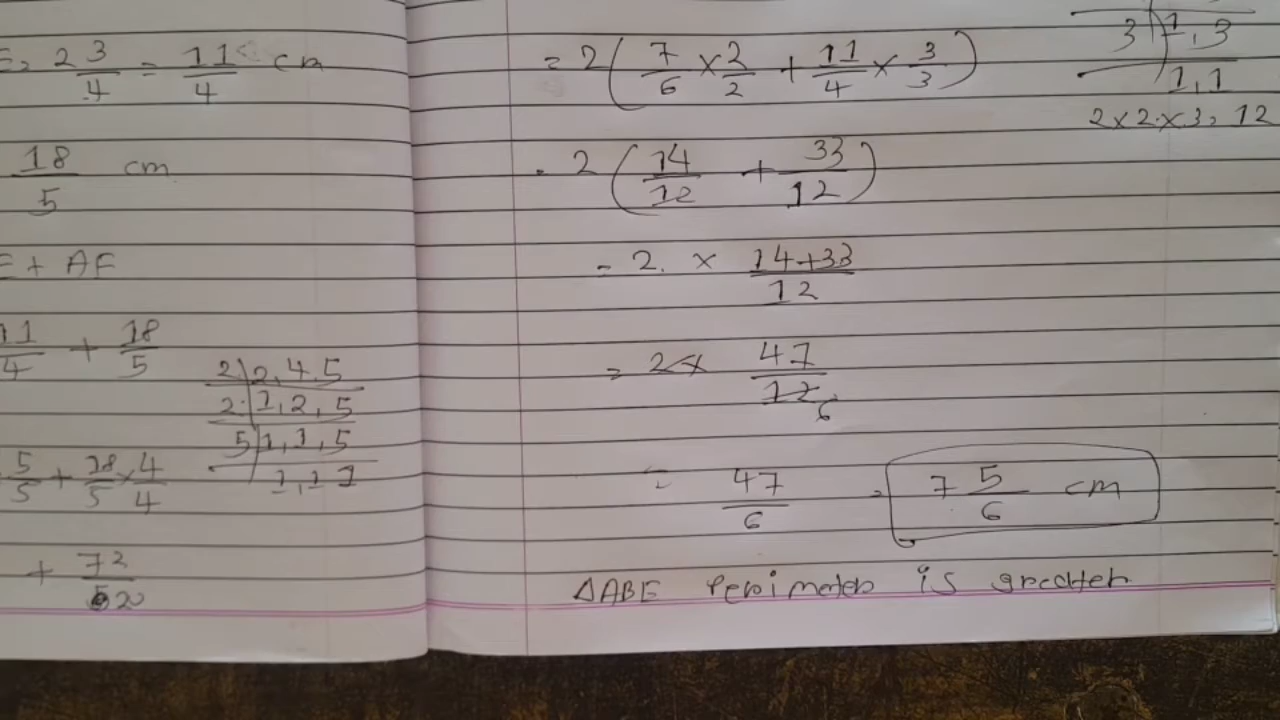 E, 2 3/4 = 11/4 cm
18/5 cm
E + AF
11/4 + 18/5
2) 2, 4, 5
2) 1, 2, 5
5) 1, 1, 5
1, 1, 1
5/5 + 18/5 × 4/4
+ 72/20
= 2 ( 7/6 × 2/2 + 11/4 × 3/3 )
= 2 ( 14/12 + 33/12 )
= 2 × 14+33/12
= 2 × 47/12 6
= 47/6 = 7 5/6 cm
ΔABE Perimeter is greater
3) 1, 3
1, 1
2 × 2 × 3 = 12